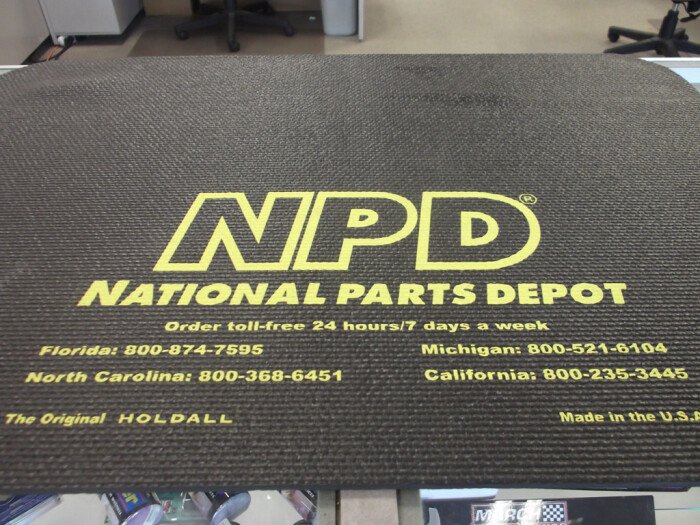 NPD®
NATIONAL PARTS DEPOT
Order toll-free 24 hours/7 days a week
Florida: 800-874-7595 Michigan: 800-521-6104
North Carolina: 800-368-6451 California: 800-235-3445
The Original HOLDALL Made in the U.S.A
MARCH